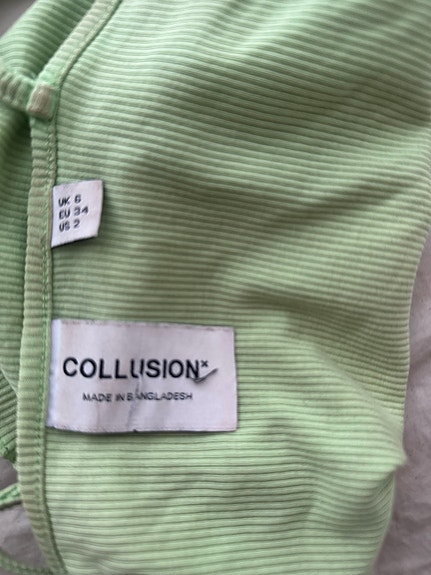 UK 6
EU 34
US 2
COLLUSION×
MADE IN BANGLADESH